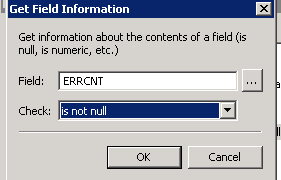 Get Field Information
Get information about the contents of a field (is
null, is numeric, etc.)
Field: ERRCNT ...
Check: is not null
OK Cancel